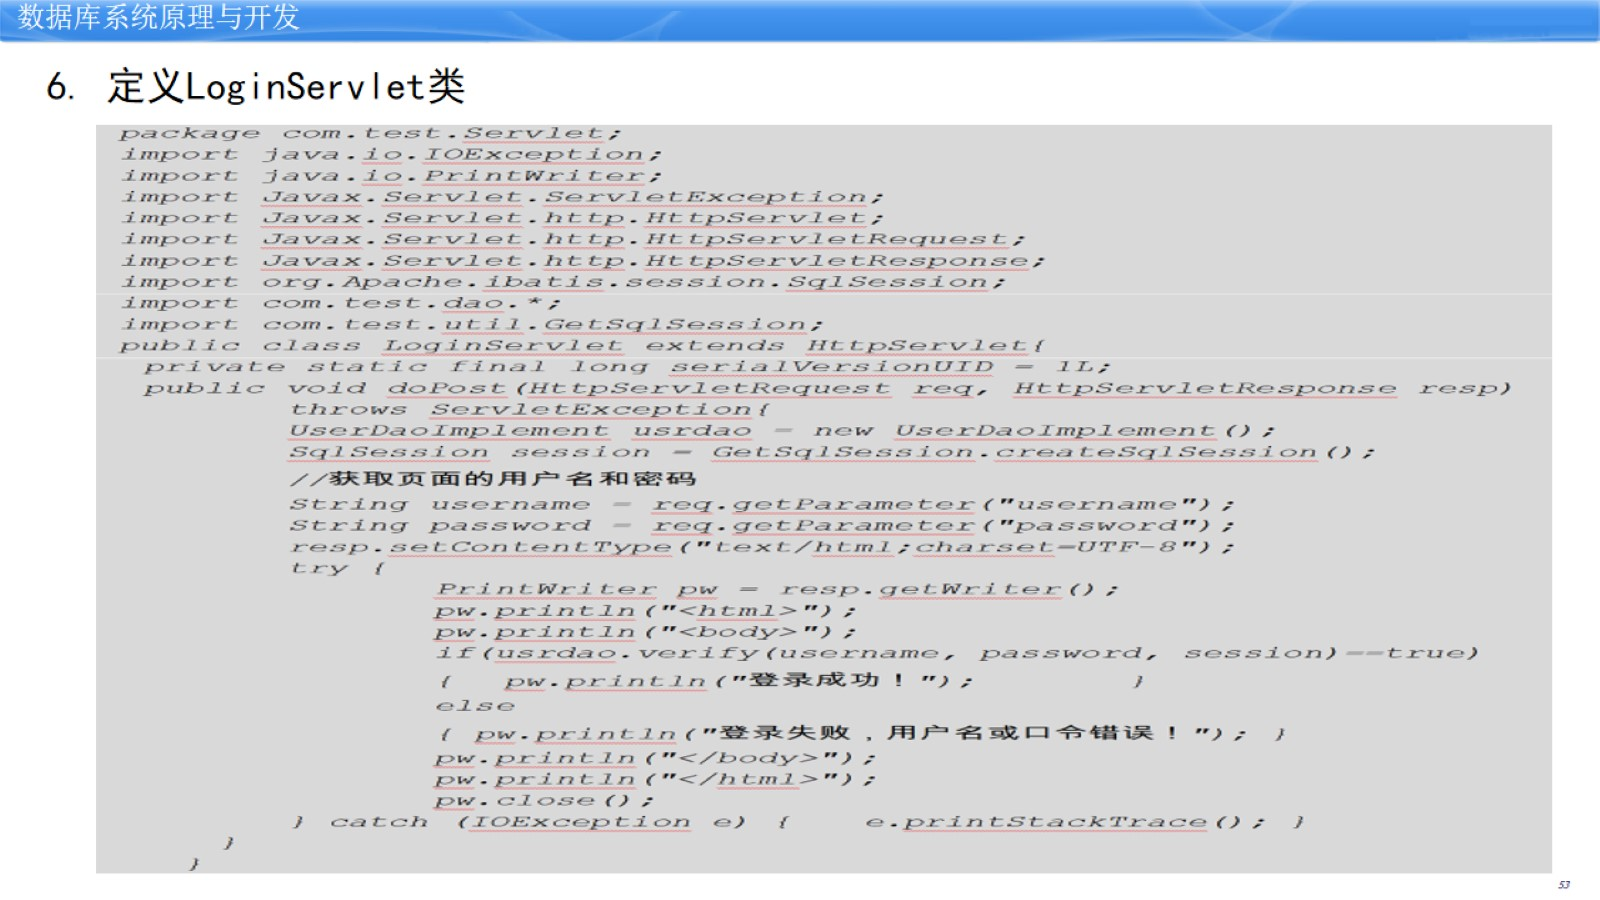 数据库系统原理与开发
6. 定义LoginServlet类
package com.test.Servlet;
import java.io.IOException;
import java.io.PrintWriter;
import Javax.Servlet.ServletException;
import Javax.Servlet.http.HttpServlet;
import Javax.Servlet.http.HttpServletRequest;
import Javax.Servlet.http.HttpServletResponse;
import org.Apache.ibatis.session.SqlSession;
import com.test.dao.*;
import com.test.util.GetSqlSession;
public class LoginServlet extends HttpServlet{
private static final long serialVersionUID = 1L;
public void doPost(HttpServletRequest req, HttpServletResponse resp)
throws ServletException{
UserDaoImplement usrdao = new UserDaoImplement();
SqlSession session = GetSqlSession.createSqlSession();
//获取页面的用户名和密码
String username = req.getParameter("username");
String password = req.getParameter("password");
resp.setContentType("text/html;charset=UTF-8");
try {
PrintWriter pw = resp.getWriter();
pw.println("<html>");
pw.println("<body>");
if(usrdao.verify(username, password, session)==true)
{ pw.println("登录成功！"); }
else
{ pw.println("登录失败，用户名或口令错误！"); }
pw.println("</body>");
pw.println("</html>");
pw.close();
} catch (IOException e) { e.printStackTrace(); }
}
}
53